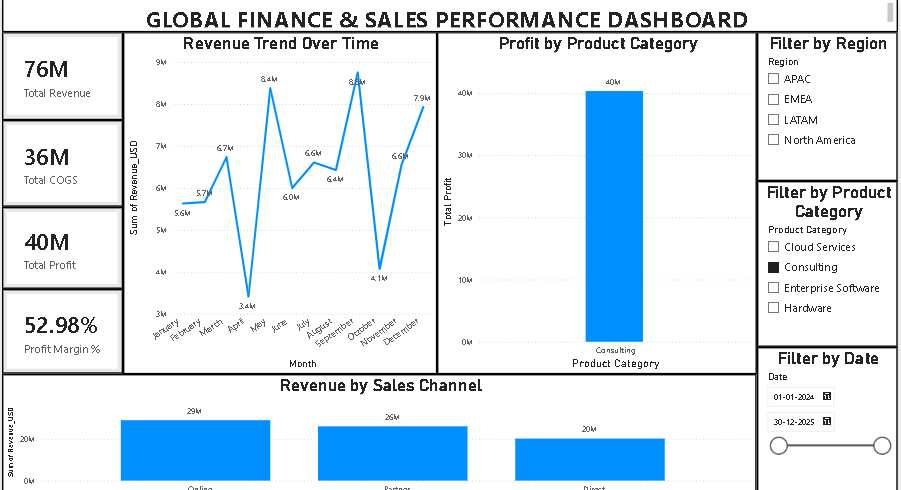 GLOBAL FINANCE & SALES PERFORMANCE DASHBOARD
76M
Total Revenue
36M
Total COGS
40M
Total Profit
52.98%
Profit Margin %
Revenue Trend Over Time
Sum of Revenue_USD
9M
8M
7M
6M
5M
4M
3M
5.6M
5.7M
6.7M
3.4M
8.4M
6.0M
6.6M
6.4M
4.1M
6.6M
7.9M
January
February
March
April
May
June
July
August
September
October
November
December
Month
Profit by Product Category
Total Profit
40M
30M
20M
10M
0M
40M
Consulting
Product Category
Filter by Region
Region
APAC
EMEA
LATAM
North America
Filter by Product
Category
Product Category
Cloud Services
Consulting
Enterprise Software
Hardware
Filter by Date
Date
01-01-2024
30-12-2025
Revenue by Sales Channel
Sum of Revenue_USD
20M
0M
29M
26M
20M
Online
Partner
Direct